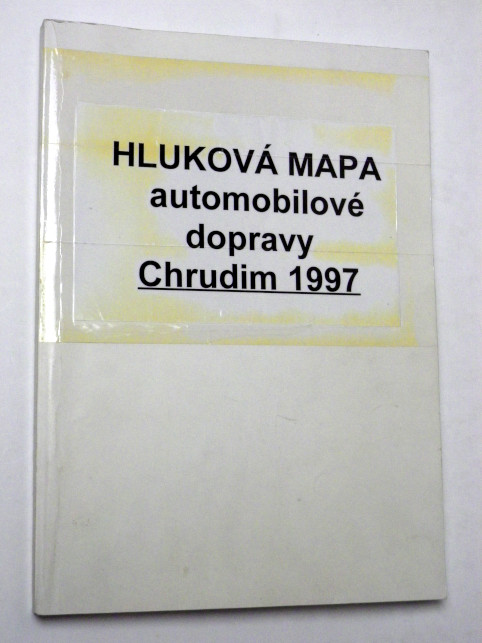 HLUKOVÁ MAPA
automobilové
dopravy
Chrudim 1997